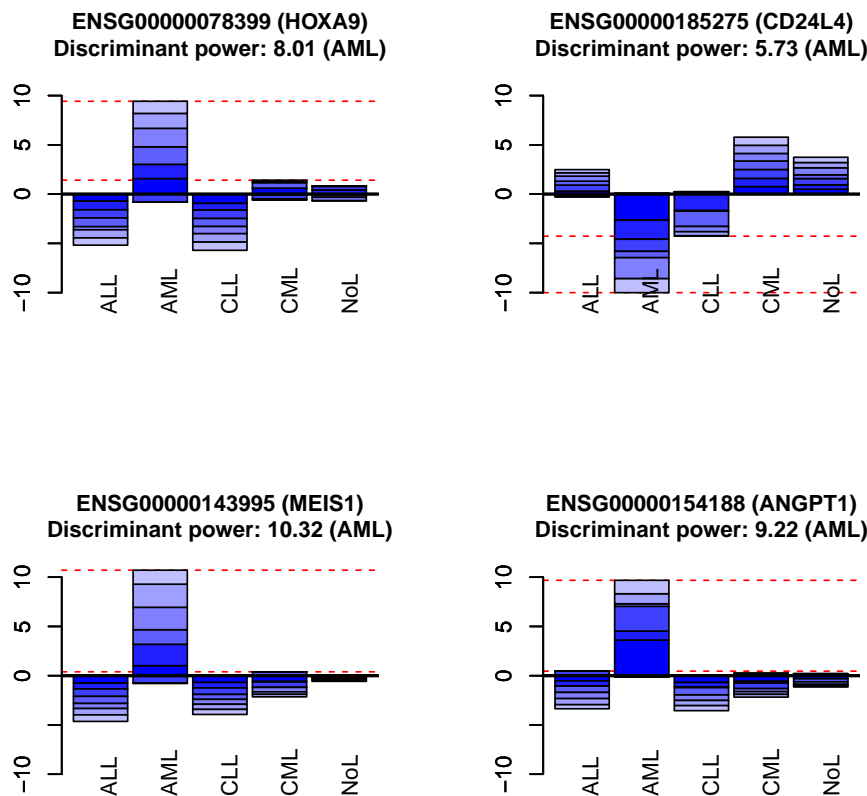 ENSG00000078399 (HOXA9)
Discriminant power: 8.01 (AML)
10
5
0
−10
ALL
AML
CLL
CML
NoL
ENSG00000185275 (CD24L4)
Discriminant power: 5.73 (AML)
10
5
0
−10
ALL
AML
CLL
CML
NoL
ENSG00000143995 (MEIS1)
Discriminant power: 10.32 (AML)
10
5
0
−10
ALL
AML
CLL
CML
NoL
ENSG00000154188 (ANGPT1)
Discriminant power: 9.22 (AML)
10
5
0
−10
ALL
AML
CLL
CML
NoL